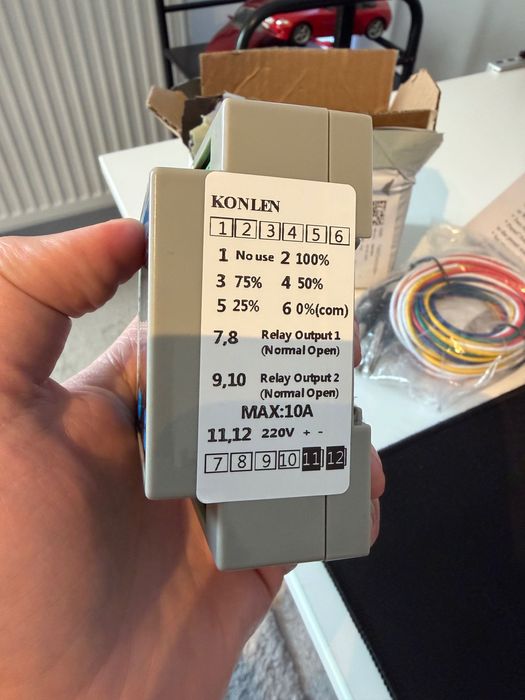 KONLEN
1 2 3 4 5 6
1 No use 2 100%
3 75% 4 50%
5 25% 6 0%(com)
7,8 Relay Output 1
(Normal Open)
9,10 Relay Output 2
(Normal Open)
MAX:10A
11,12 220V + -
7 8 9 10 11 12